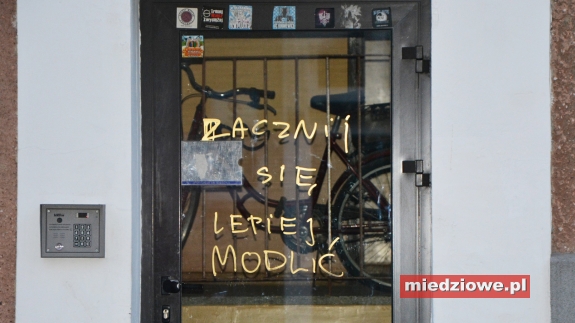 ZACZNIJ
SIĘ
LEPIEJ
MODLIĆ
miedziowe.pl